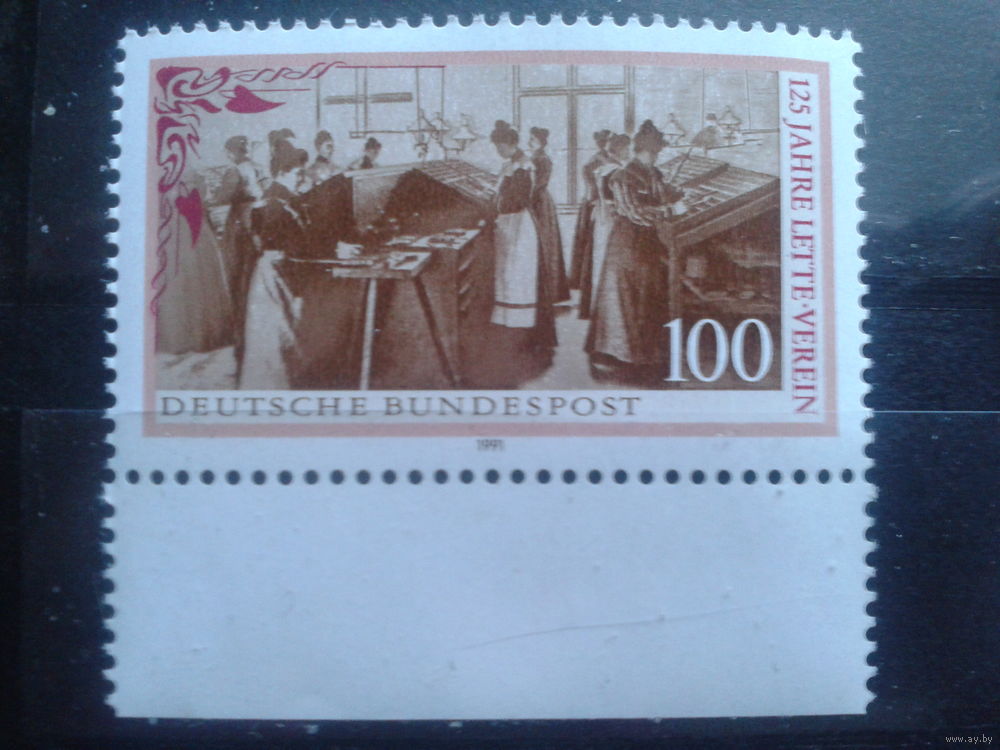 125 JAHRE LETTE-VEREIN
100
DEUTSCHE BUNDESPOST
1991
www.ay.by